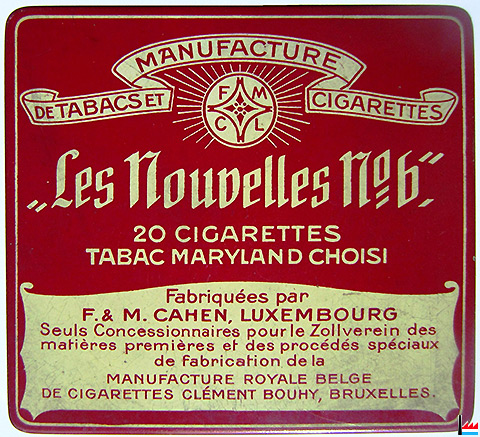 MANUFACTURE
DE TABACS ET CIGARETTES
F M
C L
„Les Nouvelles No6“
20 CIGARETTES
TABAC MARYLAND CHOISI
Fabriquées par
F. & M. CAHEN, LUXEMBOURG
Seuls Concessionnaires pour le Zollverein des
matières premières et des procédés spéciaux
de fabrication de la
MANUFACTURE ROYALE BELGE
DE CIGARETTES CLÉMENT BOUHY, BRUXELLES.